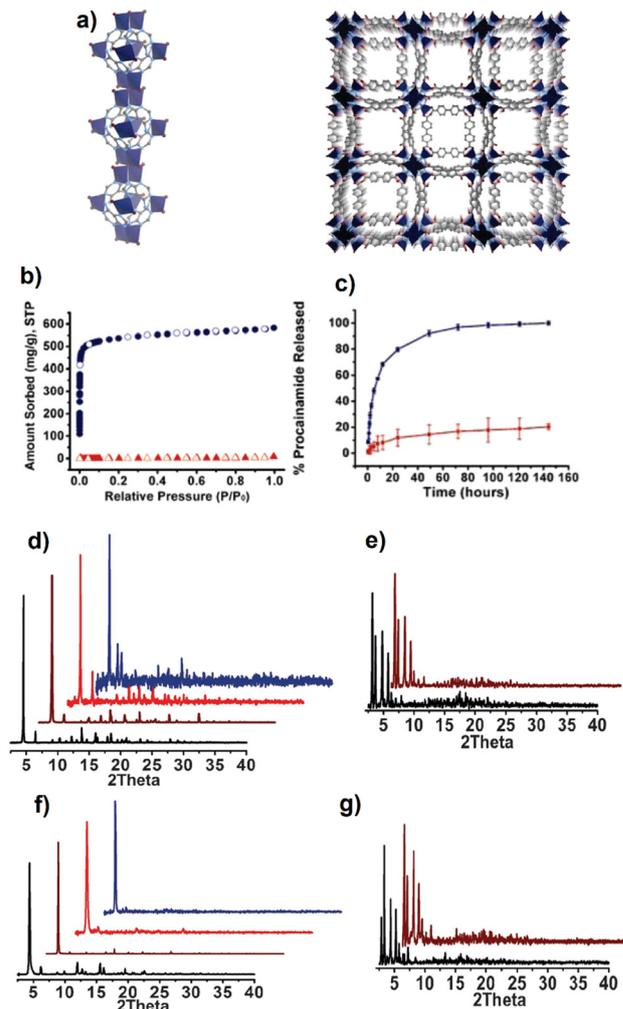 a)
b)
Amount Sorbed (mg/g), STP
600
500
400
300
200
100
0
0.0 0.2 0.4 0.6 0.8 1.0
Relative Pressure (P/P₀)
c)
% Procainamide Released
100
80
60
40
20
0
0 20 40 60 80 100 120 140 160
Time (hours)
d)
5 10 15 20 25 30 35 40
2Theta
e)
5 10 15 20 25 30 35 40
2Theta
f)
5 10 15 20 25 30 35 40
2Theta
g)
5 10 15 20 25 30 35 40
2Theta